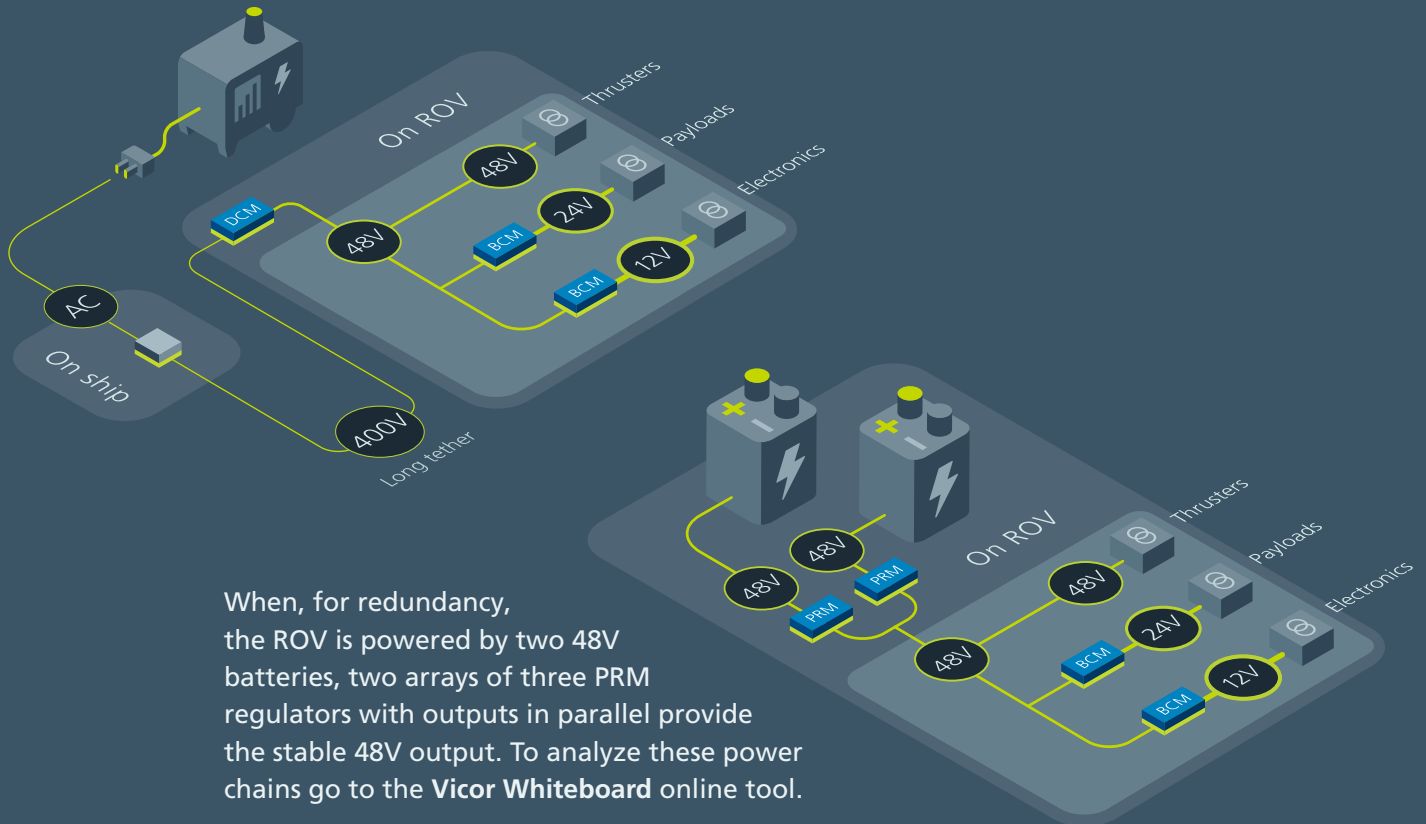 On ROV
Thrusters
Payloads
Electronics
48V
24V
12V
DCM
48V
BCM
BCM
AC
On ship
400V
Long tether
On ROV
Thrusters
Payloads
Electronics
48V
48V
PRM
PRM
48V
48V
24V
12V
BCM
BCM
When, for redundancy,
the ROV is powered by two 48V
batteries, two arrays of three PRM
regulators with outputs in parallel provide
the stable 48V output. To analyze these power
chains go to the Vicor Whiteboard online tool.